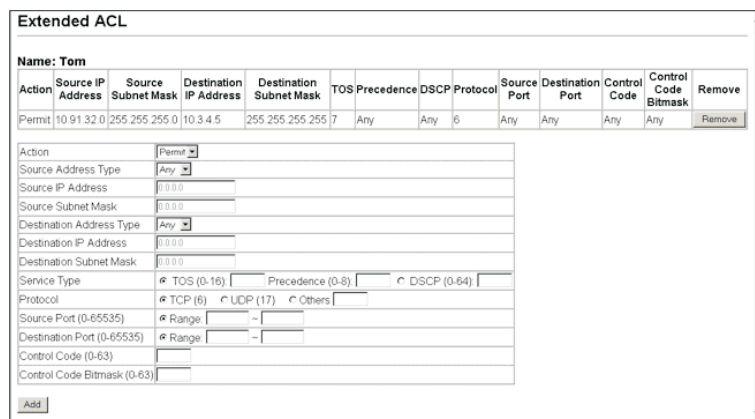 Extended ACL
Name: Tom
Action Source IP Address Source Subnet Mask Destination IP Address Destination Subnet Mask TOS Precedence DSCP Protocol Source Port Destination Port Control Code Control Code Bitmask Remove
Permit 10.91.32.0 255.255.255.0 10.3.4.5 255.255.255.255 7 Any Any 6 Any Any Any Any Remove
Action Permit
Source Address Type Any
Source IP Address 0.0.0.0
Source Subnet Mask 0.0.0.0
Destination Address Type Any
Destination IP Address 0.0.0.0
Destination Subnet Mask 0.0.0.0
Service Type TOS (0-16): Precedence (0-8): DSCP (0-64):
Protocol TCP (6) UDP (17) Others
Source Port (0-65535) Range: ~
Destination Port (0-65535) Range: ~
Control Code (0-63)
Control Code Bitmask (0-63)
Add